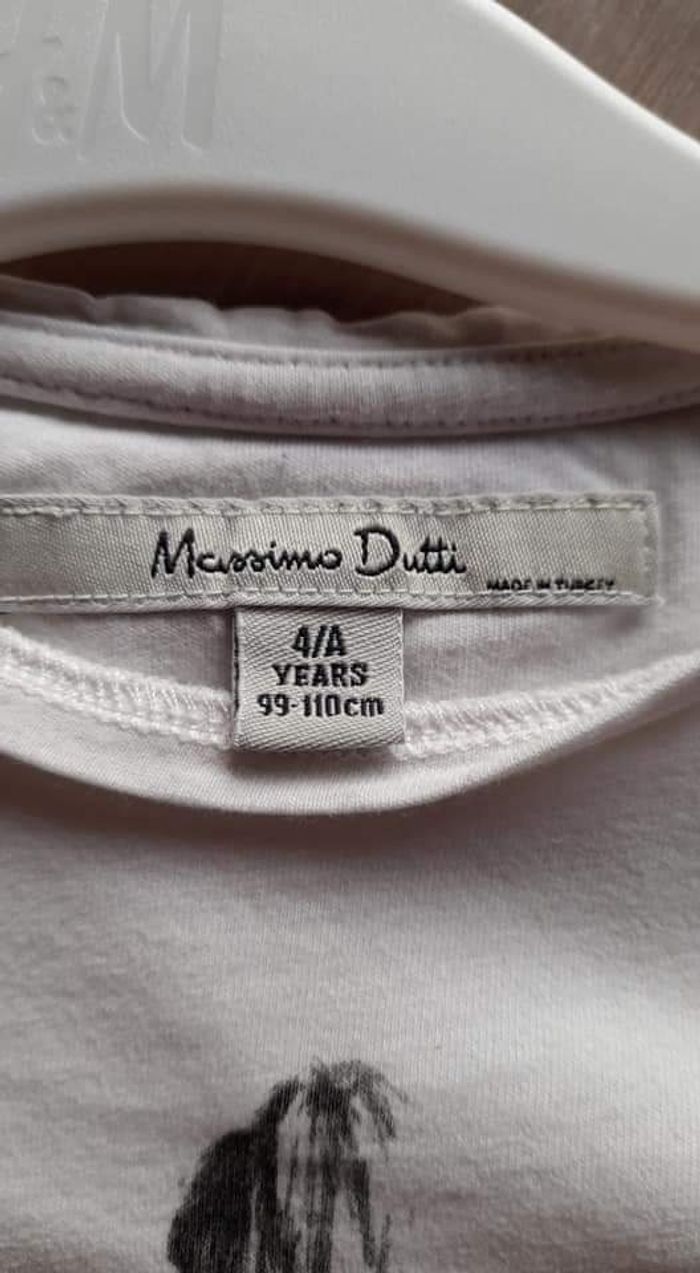 &M
Massimo Dutti
MADE IN TURKEY
4/A
YEARS
99-110cm